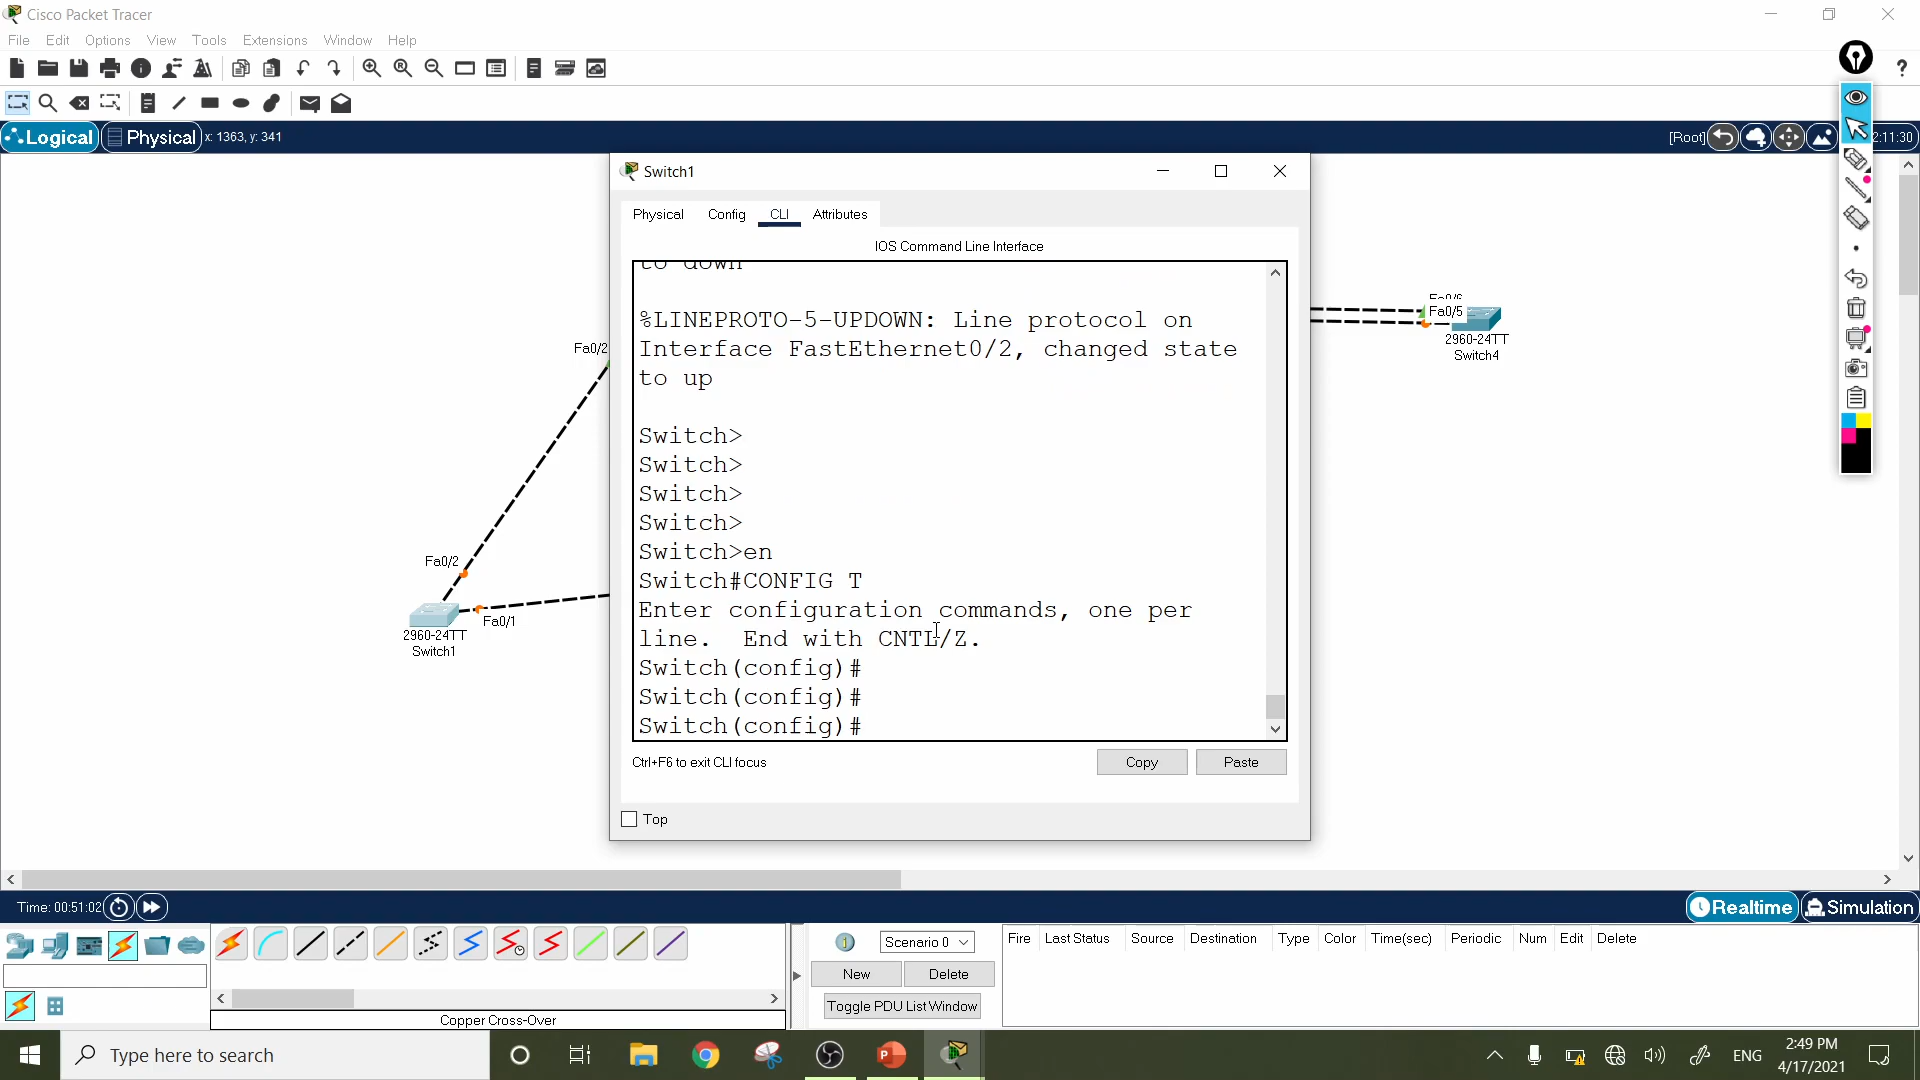 Cisco Packet Tracer
File Edit Options View Tools Extensions Window Help
?
Logical Physical x: 1363, y: 341
[Root] 2:11:30
Switch1
Physical Config CLI Attributes
IOS Command Line Interface
to down
%LINEPROTO-5-UPDOWN: Line protocol on
Interface FastEthernet0/2, changed state
to up
Switch>
Switch>
Switch>
Switch>
Switch>en
Switch#CONFIG T
Enter configuration commands, one per
line.  End with CNTL/Z.
Switch(config)#
Switch(config)#
Switch(config)#
Ctrl+F6 to exit CLI focus
Copy Paste
Top
Fa0/2
Fa0/2
Fa0/1
2960-24TT
Switch1
Fa0/6
Fa0/5
2960-24TT
Switch4
Time: 00:51:02
Realtime Simulation
Scenario 0
New Delete
Toggle PDU List Window
Fire Last Status Source Destination Type Color Time(sec) Periodic Num Edit Delete
Copper Cross-Over
Type here to search
ENG
2:49 PM
4/17/2021